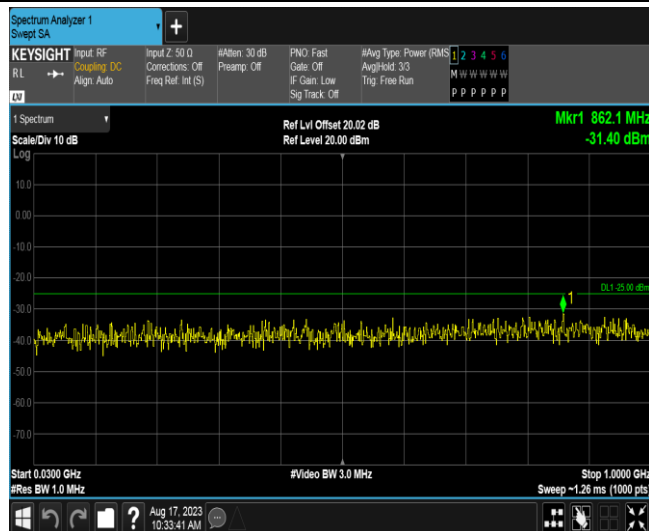 Spectrum Analyzer 1
Swept SA
+
KEYSIGHT
RL
LXI
Input: RF
Coupling: DC
Align: Auto
Input Z: 50 Ω
Corrections: Off
Freq Ref: Int (S)
#Atten: 30 dB
Preamp: Off
PNO: Fast
Gate: Off
IF Gain: Low
Sig Track: Off
#Avg Type: Power (RMS
Avg|Hold: 3/3
Trig: Free Run
1 2 3 4 5 6
M W W W W W
P P P P P P
1 Spectrum
Scale/Div 10 dB
Log
Ref Lvl Offset 20.02 dB
Ref Level 20.00 dBm
Mkr1 862.1 MHz
-31.40 dBm
10.0
0.00
-10.0
-20.0
-30.0
-40.0
-50.0
-60.0
-70.0
DL1 -25.00 dBm
1
Start 0.0300 GHz
#Res BW 1.0 MHz
#Video BW 3.0 MHz
Stop 1.0000 GHz
Sweep ~1.26 ms (1000 pts)
?
Aug 17, 2023
10:33:41 AM